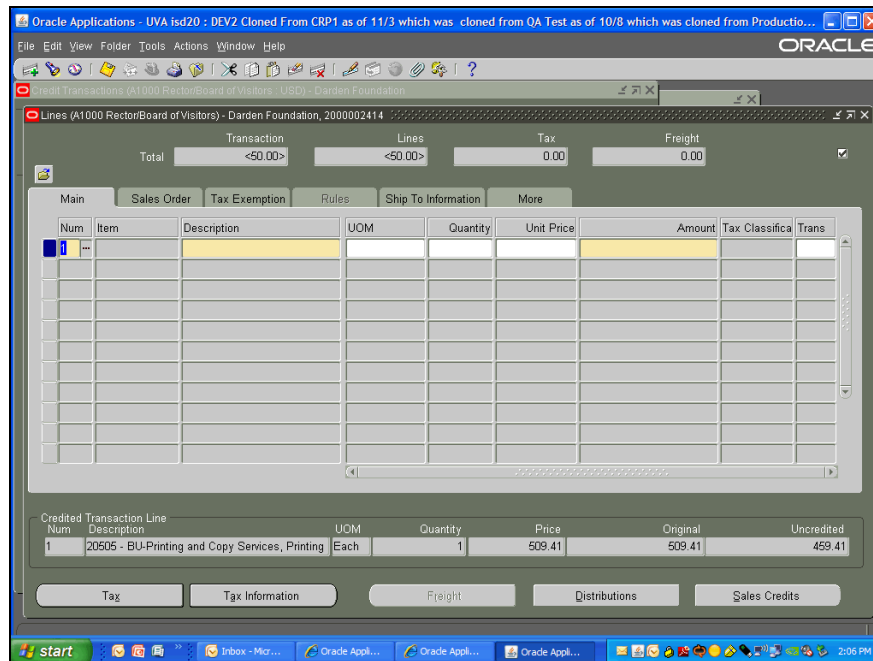 Oracle Applications - UVA isd20 : DEV2 Cloned From CRP1 as of 11/3 which was cloned from QA Test as of 10/8 which was cloned from Productio...
File Edit View Folder Tools Actions Window Help
ORACLE
Credit Transactions (A1000 Rector/Board of Visitors : USD) - Darden Foundation
Lines (A1000 Rector/Board of Visitors) - Darden Foundation, 2000002414
Transaction Lines Tax Freight
Total <50.00> <50.00> 0.00 0.00
Main Sales Order Tax Exemption Rules Ship To Information More
Num Item Description UOM Quantity Unit Price Amount Tax Classifica Trans
1 ...
Credited Transaction Line
Num Description UOM Quantity Price Original Uncredited
1 20505 - BU-Printing and Copy Services, Printing Each 1 509.41 509.41 459.41
Tax Tax Information Freight Distributions Sales Credits
start Inbox - Micr... Oracle Appli... Oracle Appli... Oracle Appli... 2:06 PM